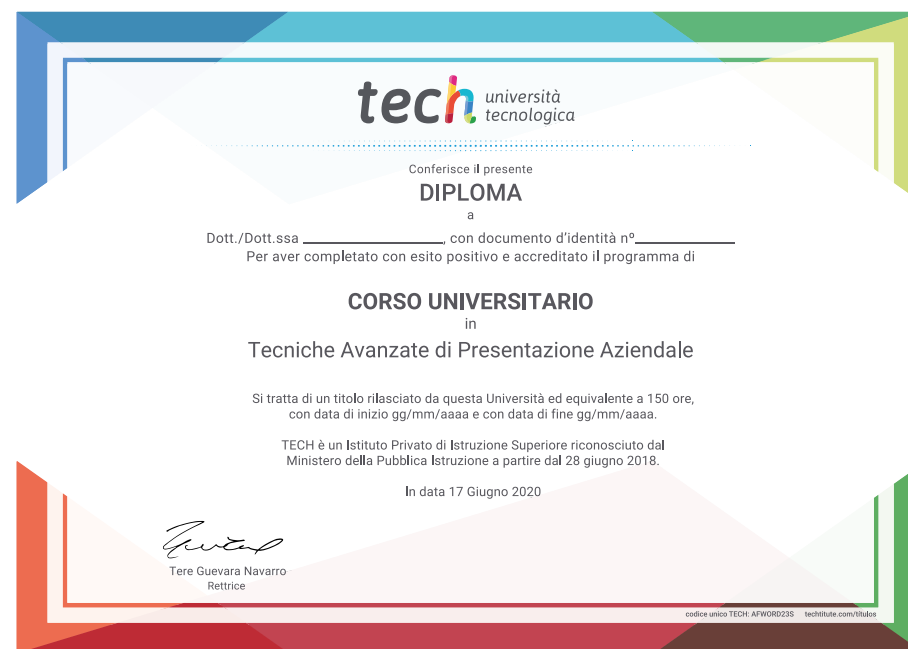 tech università
tecnologica
Conferisce il presente
DIPLOMA
a
Dott./Dott.ssa ____________________, con documento d'identità nº______________
Per aver completato con esito positivo e accreditato il programma di
CORSO UNIVERSITARIO
in
Tecniche Avanzate di Presentazione Aziendale
Si tratta di un titolo rilasciato da questa Università ed equivalente a 150 ore,
con data di inizio gg/mm/aaaa e con data di fine gg/mm/aaaa.
TECH è un Istituto Privato di Istruzione Superiore riconosciuto dal
Ministero della Pubblica Istruzione a partire dal 28 giugno 2018.
In data 17 Giugno 2020
Tere Guevara Navarro
Rettrice
codice unico TECH: AFWORD23S techtitute.com/titulos